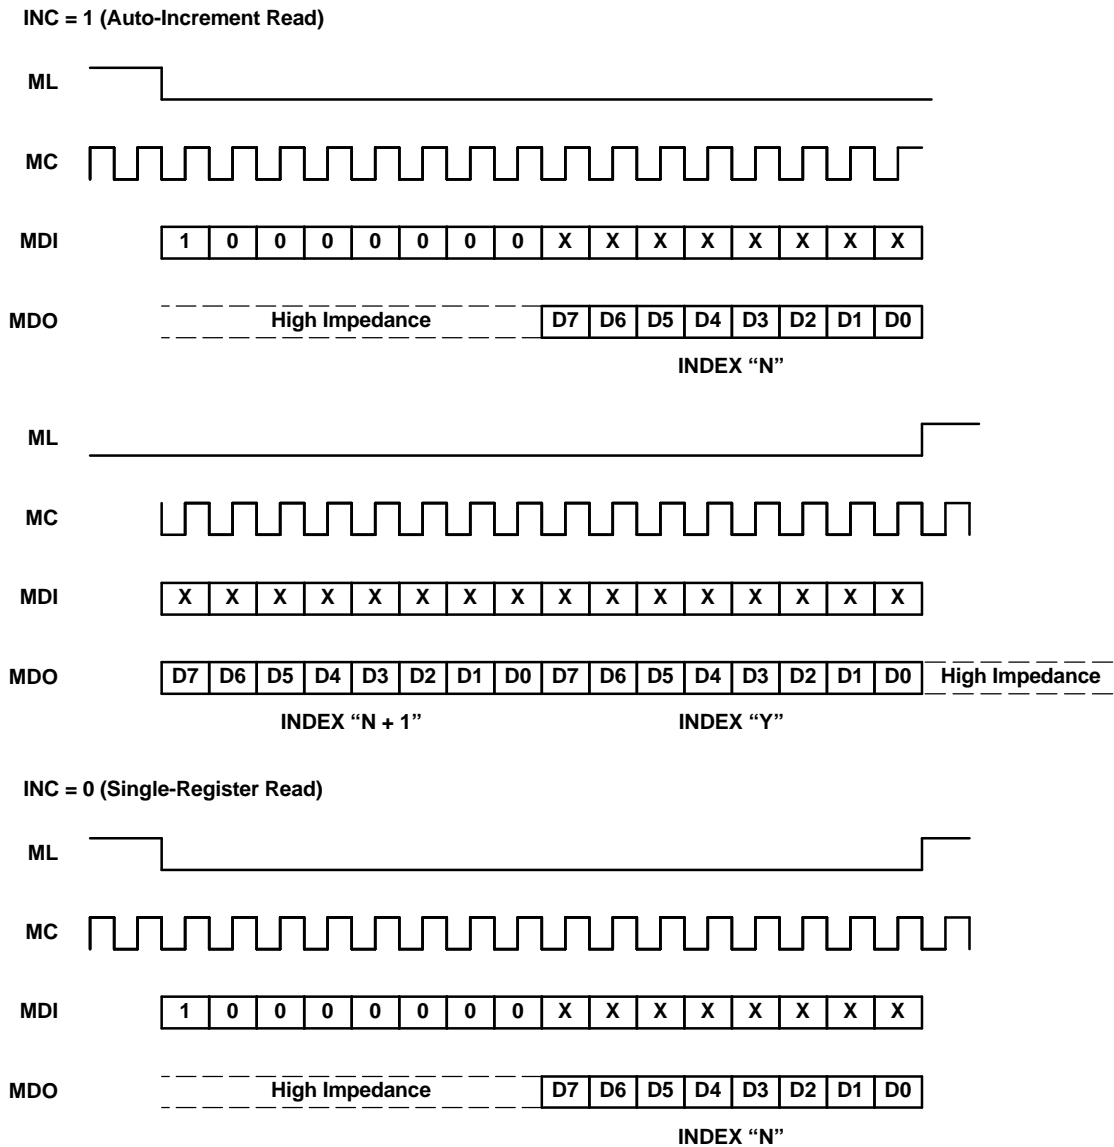 INC = 1 (Auto-Increment Read)
ML
MC
MDI 1 0 0 0 0 0 0 0 X X X X X X X X
MDO High Impedance D7 D6 D5 D4 D3 D2 D1 D0
INDEX “N”
ML
MC
MDI X X X X X X X X X X X X X X X X
MDO D7 D6 D5 D4 D3 D2 D1 D0 D7 D6 D5 D4 D3 D2 D1 D0 High Impedance
INDEX “N + 1” INDEX “Y”
INC = 0 (Single-Register Read)
ML
MC
MDI 1 0 0 0 0 0 0 0 X X X X X X X X
MDO High Impedance D7 D6 D5 D4 D3 D2 D1 D0
INDEX “N”